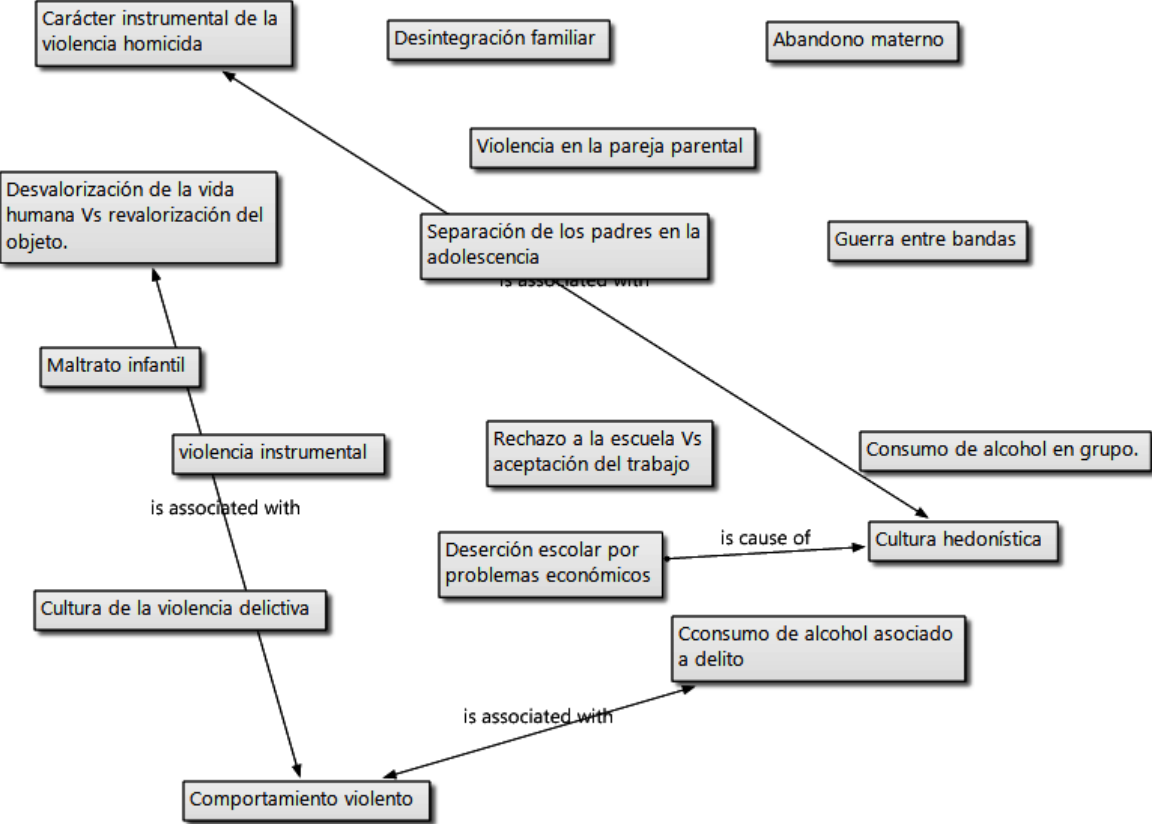 Carácter instrumental de la
violencia homicida
Desintegración familiar
Abandono materno
Violencia en la pareja parental
Desvalorización de la vida
humana Vs revalorización del
objeto.
Separación de los padres en la
adolescencia
is associated with
Guerra entre bandas
Maltrato infantil
violencia instrumental
is associated with
Rechazo a la escuela Vs
aceptación del trabajo
Consumo de alcohol en grupo.
Deserción escolar por
problemas económicos
is cause of
Cultura hedonística
Cultura de la violencia delictiva
Cconsumo de alcohol asociado
a delito
is associated with
Comportamiento violento